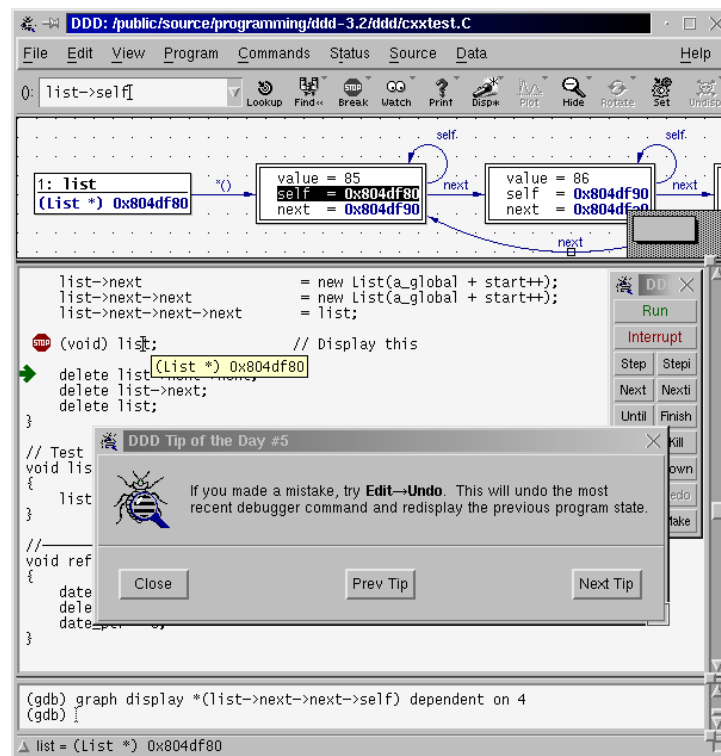 DDD: /public/source/programming/ddd-3.2/ddd/cxxtest.C
File Edit View Program Commands Status Source Data Help
(): list->self
Lookup Find<< Break Watch Print Disp* Plot Hide Rotate Set Undisp
self self
1: list
(List *) 0x804df80
*()
value = 85
self = 0x804df80
next = 0x804df90
next
value = 86
self = 0x804df90
next = 0x804dfa0
next
next
list->next = new List(a_global + start++);
list->next->next = new List(a_global + start++);
list->next->next->next = list;
STOP (void) list; // Display this
(List *) 0x804df80
delete list
delete list->next;
delete list;
}
// Test
void lis
{
list
}
//
void ref
{
date
dele
date
}
DDD
Run
Interrupt
Step Stepi
Next Nexti
Until Finish
Kill
own
edo
Make
DDD Tip of the Day #5
If you made a mistake, try Edit→Undo. This will undo the most
recent debugger command and redisplay the previous program state.
Close Prev Tip Next Tip
(gdb) graph display *(list->next->next->self) dependent on 4
(gdb)
list = (List *) 0x804df80